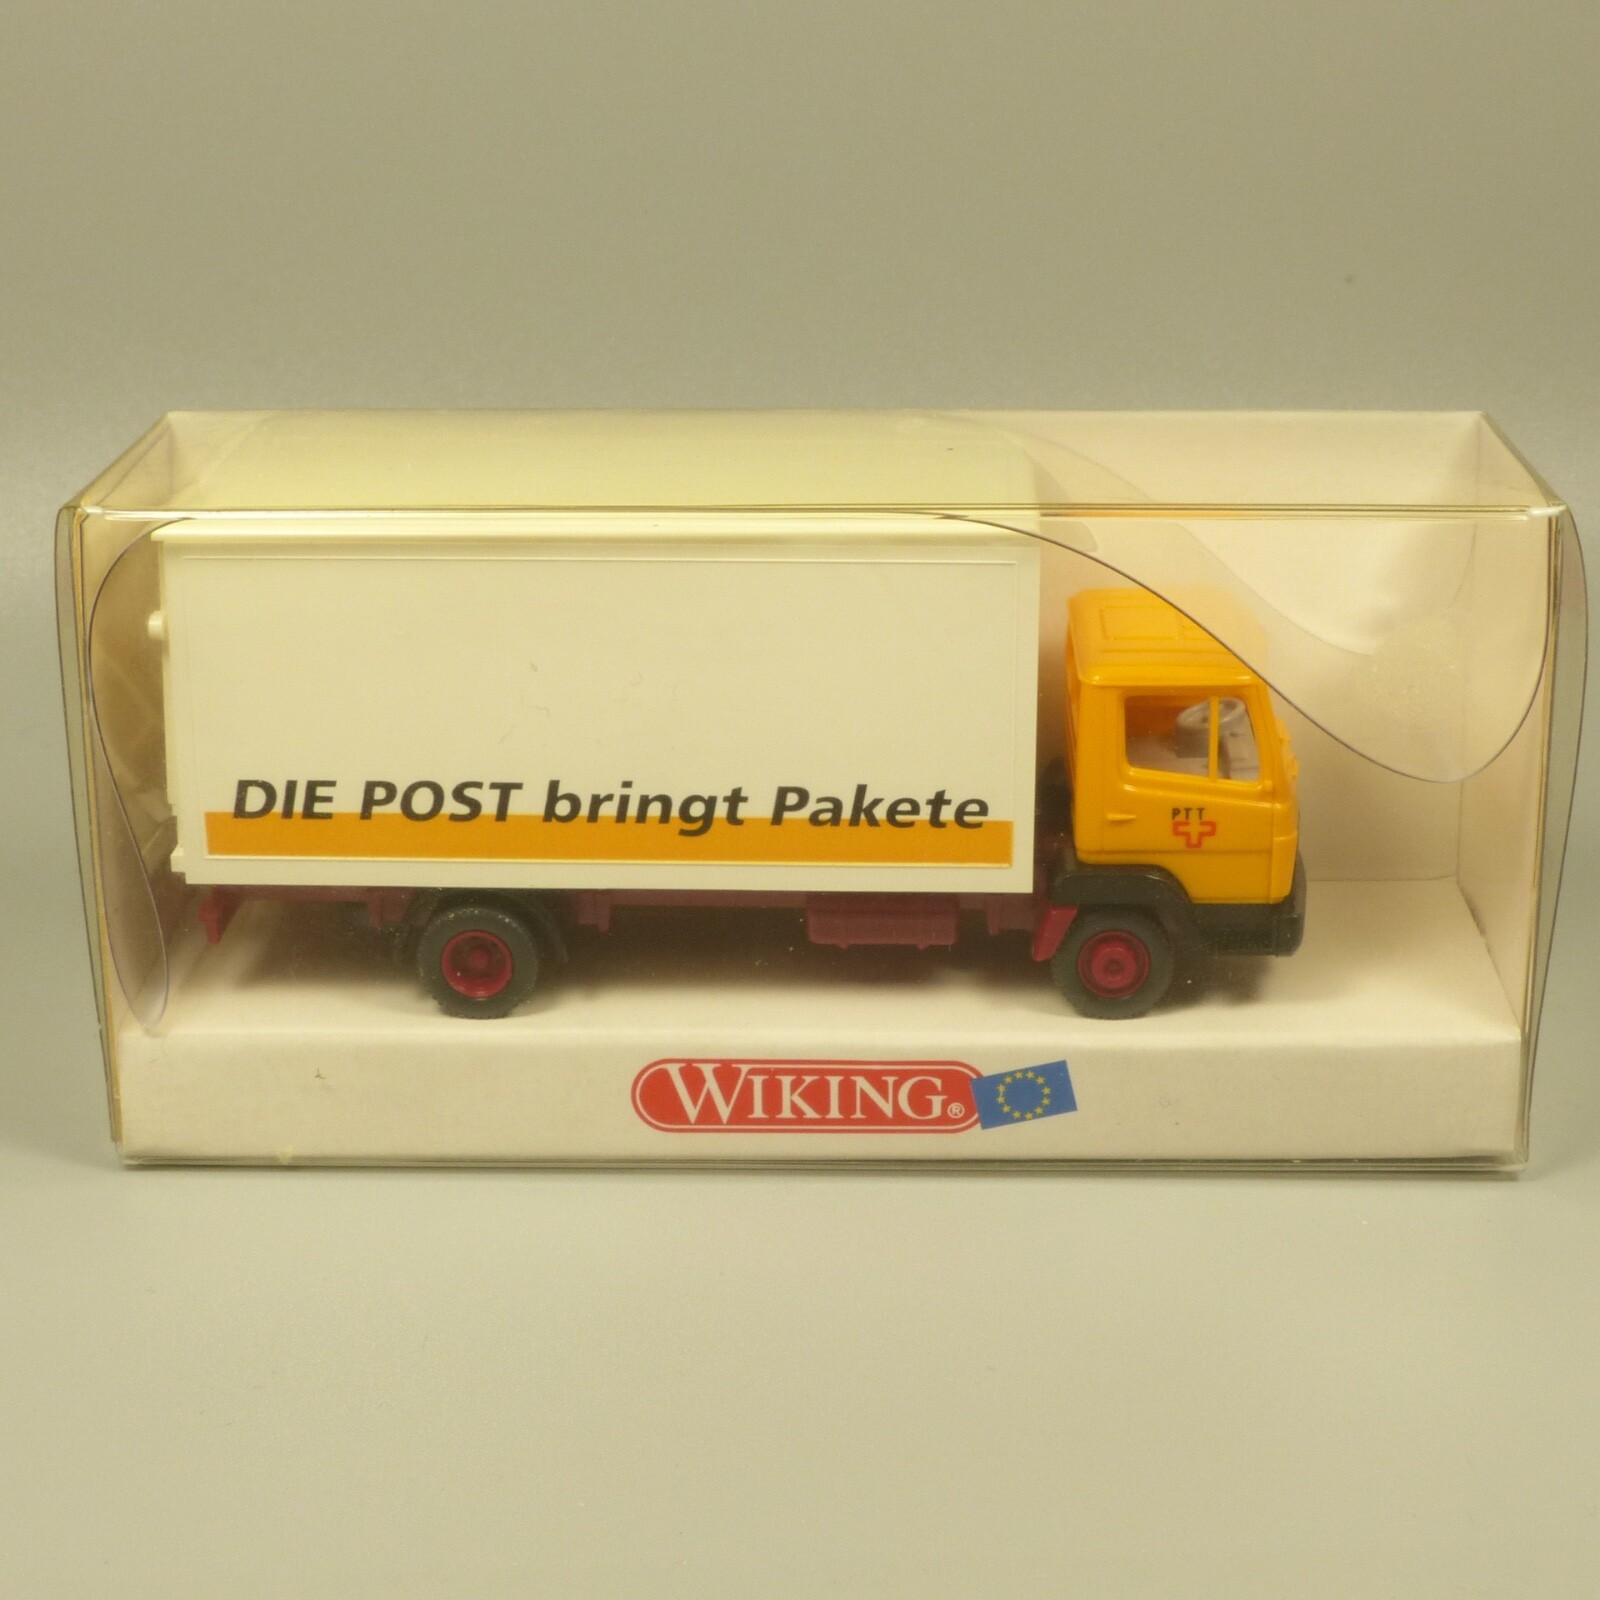 DIE POST bringt Pakete
PTT
WIKING®